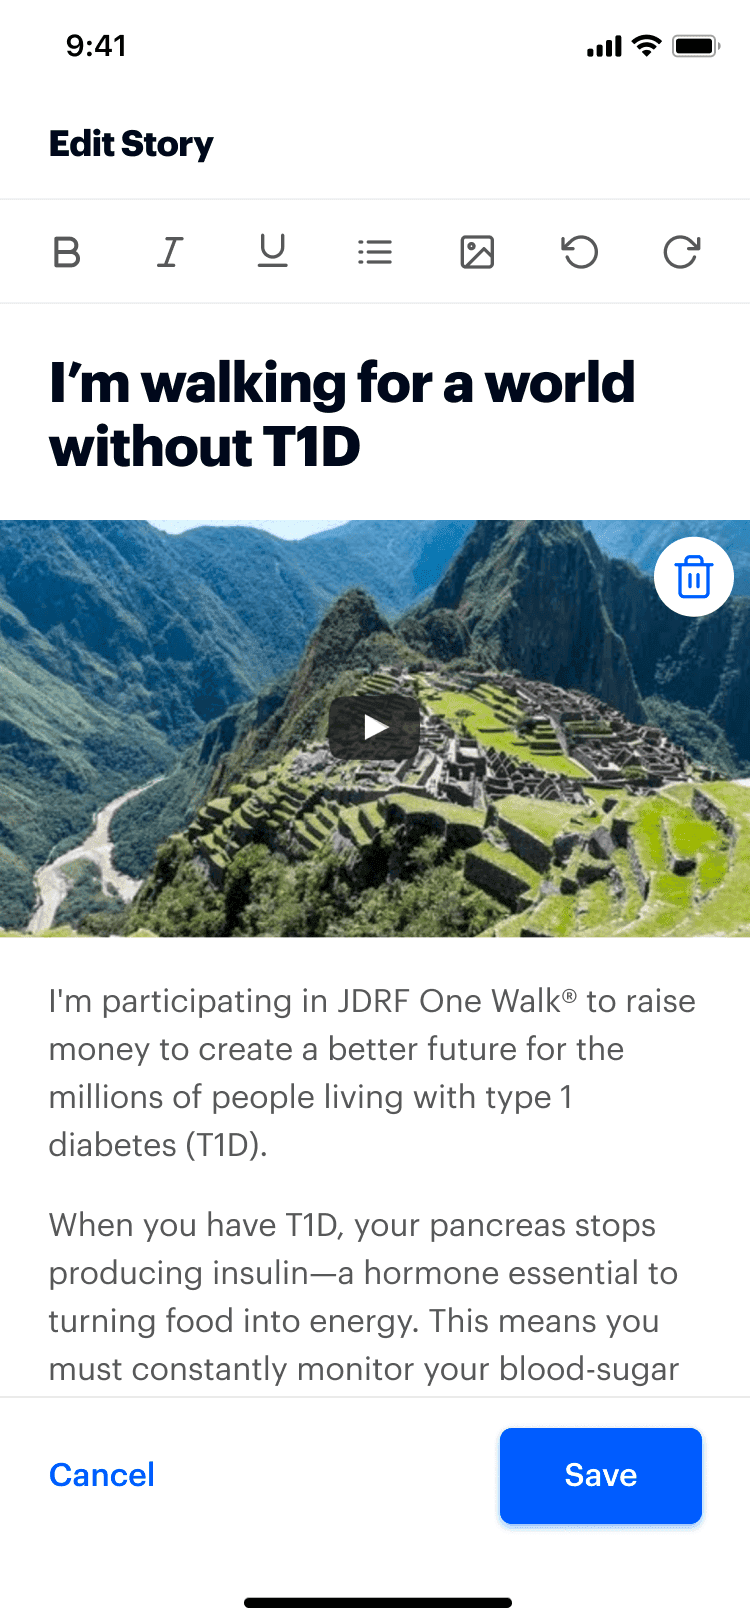 9:41
Edit Story
B I U
I’m walking for a world
without T1D
I'm participating in JDRF One Walk® to raise
money to create a better future for the
millions of people living with type 1
diabetes (T1D).
When you have T1D, your pancreas stops
producing insulin—a hormone essential to
turning food into energy. This means you
must constantly monitor your blood-sugar
Cancel
Save